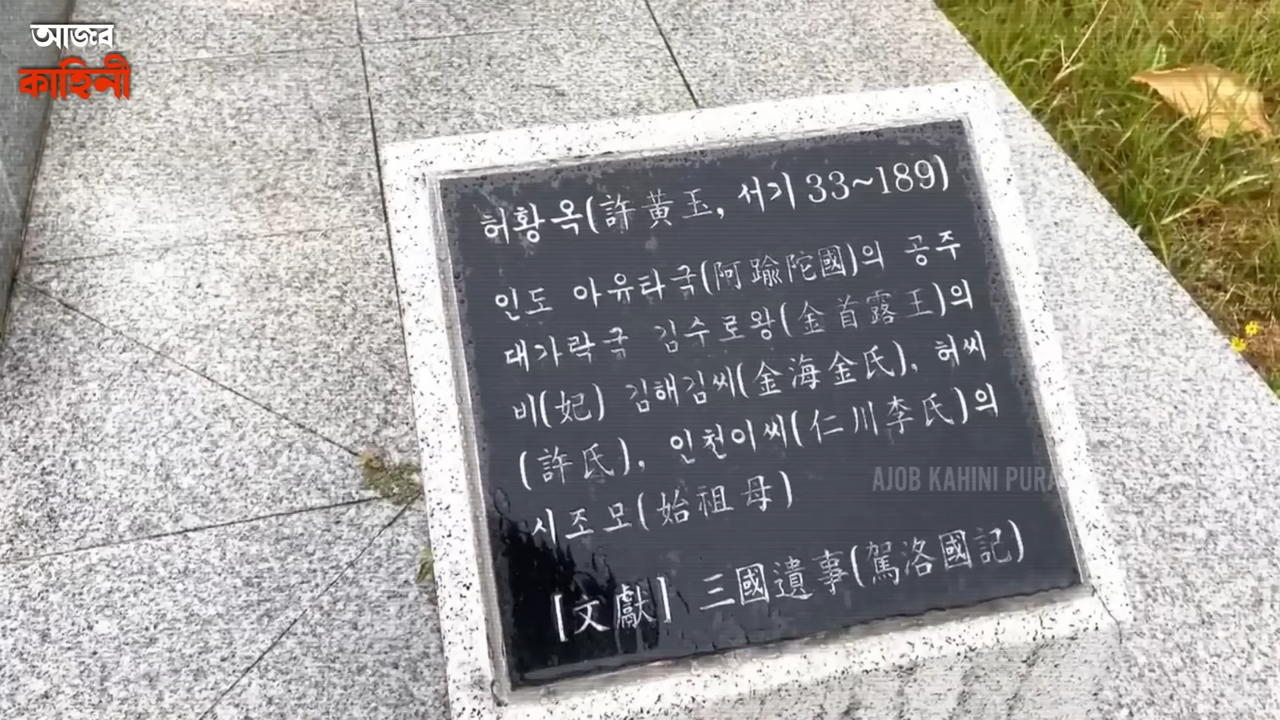 আজব
কাহিনী
허황옥(許黃玉, 서기 33~189)
인도 아유타국(阿踰陀國)의 공주
대가락국 김수로왕(金首露王)의
비(妃) 김해김씨(金海金氏), 허씨
(許氏), 인천이씨(仁川李氏)의
시조모(始祖母)
AJOB KAHINI PURA
[文獻] 三國遺事(駕洛國記)